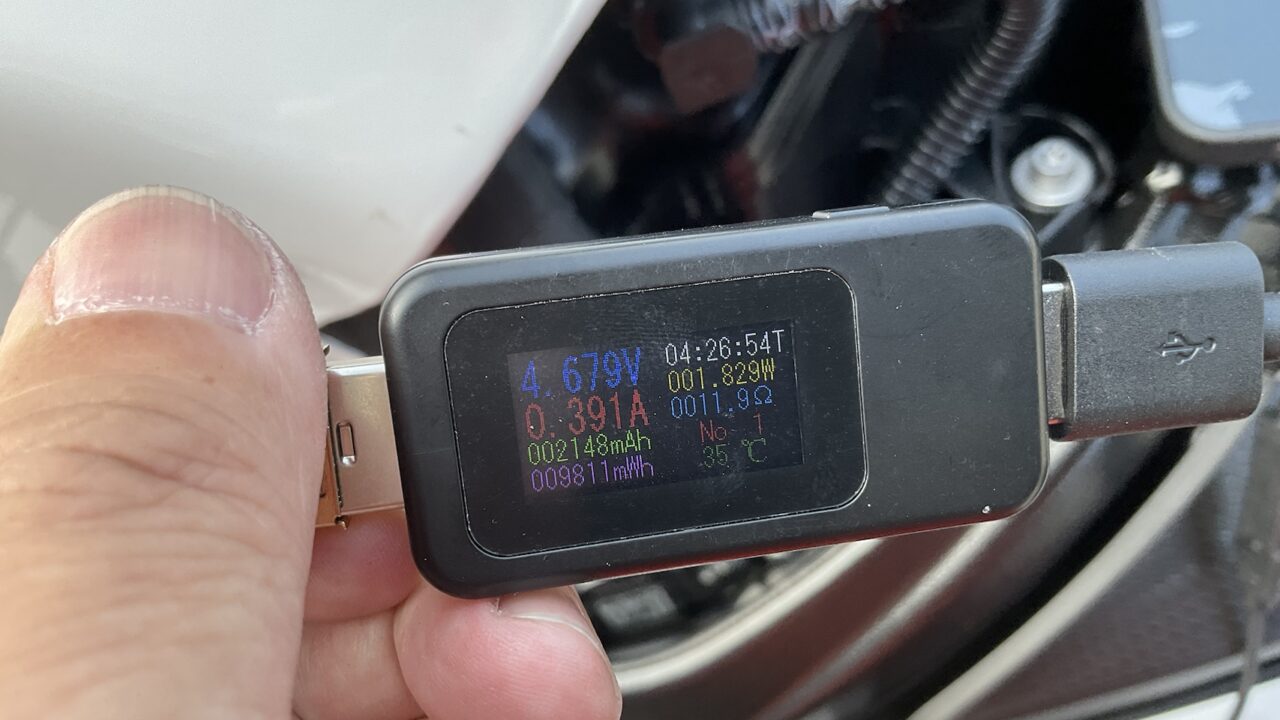 4.679V
0.391A
002148mAh
009811mWh
04:26:54T
001.829W
0011.9Ω
No 1
35 ℃